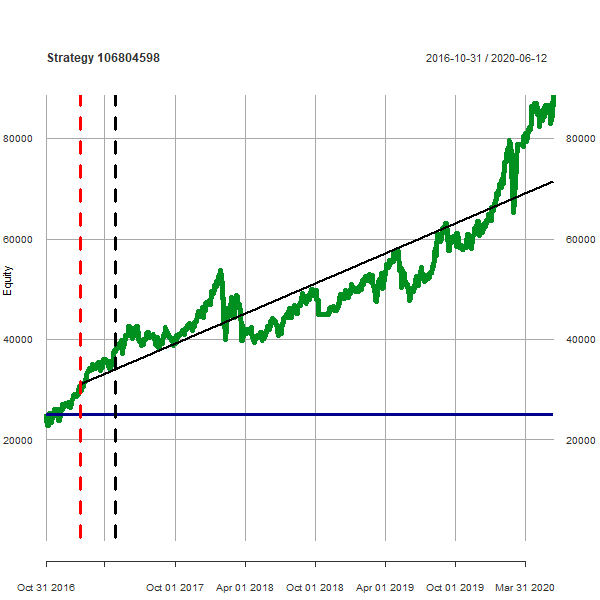 Strategy 106804598 2016-10-31 / 2020-06-12
80000 80000
60000 60000
Equity
40000 40000
20000 20000
Oct 31 2016 Oct 01 2017 Apr 01 2018 Oct 01 2018 Apr 01 2019 Oct 01 2019 Mar 31 2020